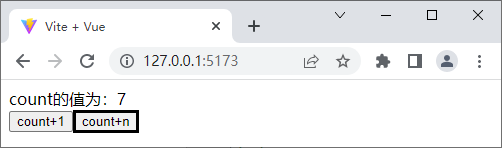 Vite + Vue
127.0.0.1:5173
count的值为：7
count+1 count+n